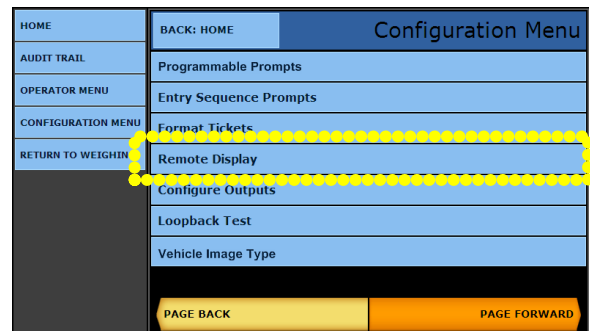 HOME
AUDIT TRAIL
OPERATOR MENU
CONFIGURATION MENU
RETURN TO WEIGHING
BACK: HOME
Configuration Menu
Programmable Prompts
Entry Sequence Prompts
Format Tickets
Remote Display
Configure Outputs
Loopback Test
Vehicle Image Type
PAGE BACK
PAGE FORWARD